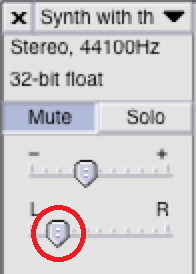 Synth with th
Stereo, 44100Hz
32-bit float
Mute Solo
- +
L R